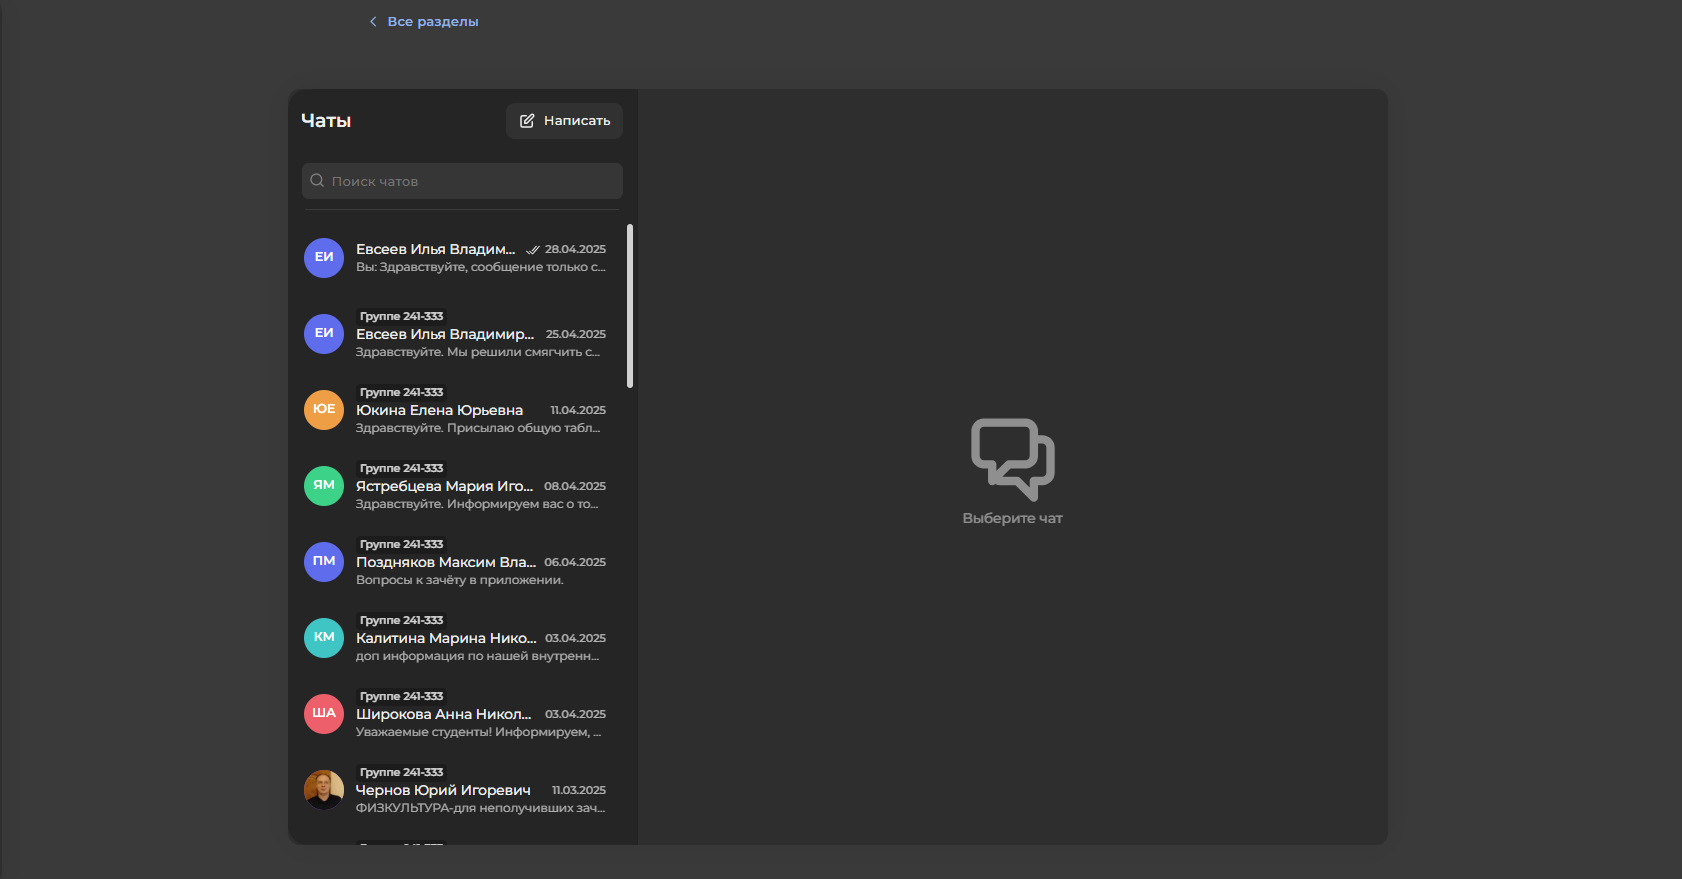 Все разделы
Чаты
Написать
Поиск чатов
ЕИ
Евсеев Илья Владим... 28.04.2025
Вы: Здравствуйте, сообщение только с...
Группе 241-333
ЕИ
Евсеев Илья Владимир... 25.04.2025
Здравствуйте. Мы решили смягчить с...
Группе 241-333
ЮЕ
Юкина Елена Юрьевна 11.04.2025
Здравствуйте. Присылаю общую табл...
Группе 241-333
ЯМ
Ястребцева Мария Иго... 08.04.2025
Здравствуйте. Информируем вас о то...
Группе 241-333
ПМ
Поздняков Максим Вла... 06.04.2025
Вопросы к зачёту в приложении.
Группе 241-333
КМ
Калитина Марина Нико... 03.04.2025
доп информация по нашей внутренн...
Группе 241-333
ША
Широкова Анна Никол... 03.04.2025
Уважаемые студенты! Информируем, ...
Группе 241-333
Чернов Юрий Игоревич 11.03.2025
ФИЗКУЛЬТУРА-для неполучивших зач...
Выберите чат